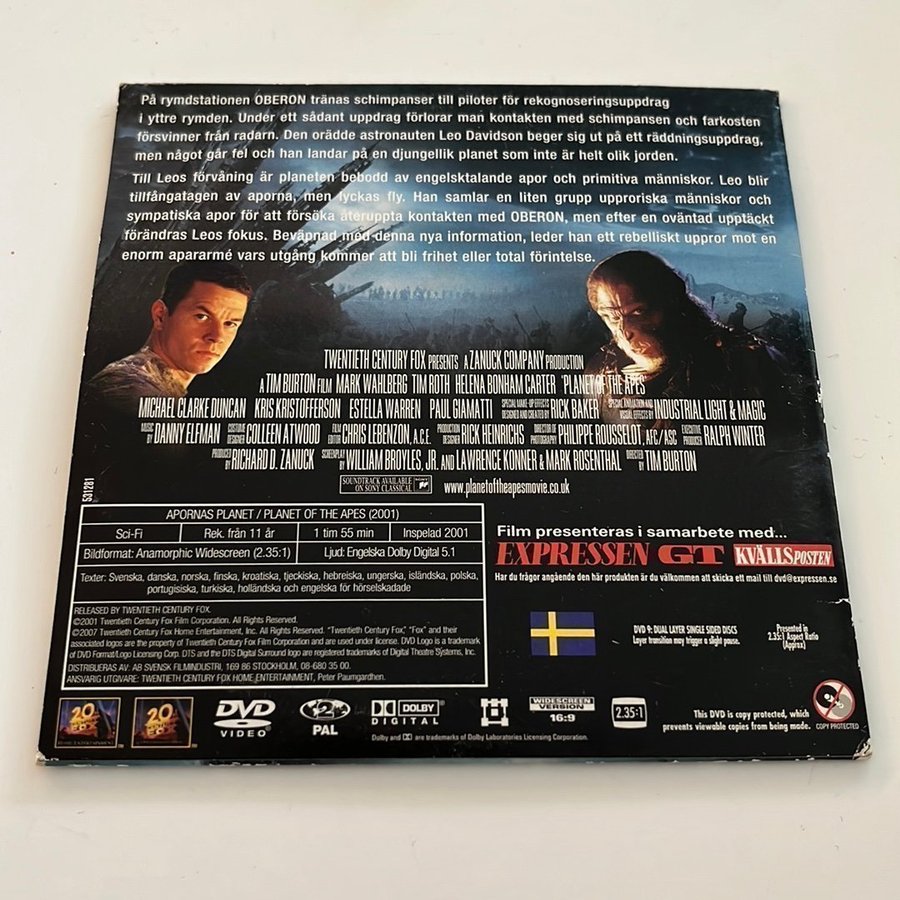 På rymdstationen OBERON tränas schimpanser till piloter för rekognoseringsuppdrag
i yttre rymden. Under ett sådant uppdrag förlorar man kontakten med schimpansen och farkosten
försvinner från radarn. Den orädde astronauten Leo Davidson beger sig ut på ett räddningsuppdrag,
men något går fel och han landar på en djungellik planet som inte är helt olik jorden.
Till Leos förvåning är planeten bebodd av engelsktalande apor och primitiva människor. Leo blir
tillfångatagen av aporna, men lyckas fly. Han samlar en liten grupp upproriska människor och
sympatiska apor för att försöka återuppta kontakten med OBERON, men efter en oväntad upptäckt
förändras Leos fokus. Beväpnad med denna nya information, leder han ett rebelliskt uppror mot en
enorm apararmé vars utgång kommer att bli frihet eller total förintelse.
TWENTIETH CENTURY FOX PRESENTS A ZANUCK COMPANY PRODUCTION
A TIM BURTON FILM MARK WAHLBERG TIM ROTH HELENA BONHAM CARTER "PLANET OF THE APES"
MICHAEL CLARKE DUNCAN KRIS KRISTOFFERSON ESTELLA WARREN PAUL GIAMATTI SPECIAL MAKE-UP EFFECTS DESIGNED AND CREATED BY RICK BAKER SPECIAL ANIMATION AND VISUAL EFFECTS BY INDUSTRIAL LIGHT & MAGIC
MUSIC BY DANNY ELFMAN COSTUME DESIGNER COLLEEN ATWOOD FILM EDITOR CHRIS LEBENZON, A.C.E. PRODUCTION DESIGNER RICK HEINRICHS DIRECTOR OF PHOTOGRAPHY PHILIPPE ROUSSELOT, AFC/ASC EXECUTIVE PRODUCER RALPH WINTER
PRODUCED BY RICHARD D. ZANUCK SCREENPLAY BY WILLIAM BROYLES, JR. AND LAWRENCE KONNER & MARK ROSENTHAL DIRECTED BY TIM BURTON
SOUNDTRACK AVAILABLE
ON SONY CLASSICAL
SONY
www.planetoftheapesmovie.co.uk
531281
APORNAS PLANET / PLANET OF THE APES (2001)
Sci-Fi Rek. från 11 år 1 tim 55 min Inspelad 2001
Bildformat: Anamorphic Widescreen (2.35:1) Ljud: Engelska Dolby Digital 5.1
Texter: Svenska, danska, norska, finska, kroatiska, tjeckiska, hebreiska, ungerska, isländska, polska,
portugisiska, turkiska, holländska och engelska för hörselskadade
RELEASED BY TWENTIETH CENTURY FOX.
©2001 Twentieth Century Fox Film Corporation. All Rights Reserved.
©2007 Twentieth Century Fox Home Entertainment, Inc. All Rights Reserved. "Twentieth Century Fox," "Fox" and their
associated logos are the property of Twentieth Century Fox Film Corporation and are used under license. DVD Logo is a trademark
of DVD Format/Logo Licensing Corp. DTS and the DTS Digital Surround logo are registered trademarks of Digital Theatre Systems, Inc.
DISTRIBUERAS AV: AB SVENSK FILMINDUSTRI, 169 86 STOCKHOLM, 08-680 35 00.
ANSVARIG UTGIVARE: TWENTIETH CENTURY FOX HOME ENTERTAINMENT, Peter Paumgardhen.
Film presenteras i samarbete med...
EXPRESSEN GT KVÄLLSPOSTEN
Har du frågor angående den här produkten är du välkommen att skicka ett mail till dvd@expressen.se
DVD 9: DUAL LAYER SINGLE SIDED DISCS
Layer transition may trigger a slight pause.
Presented in
2.35:1 Aspect Ratio
(Approx)
20TH CENTURY FOX
HOME ENTERTAINMENT
20TH CENTURY FOX
DVD
VIDEO
2
PAL
DOLBY
DIGITAL
WIDESCREEN
VERSION
16:9
2.35:1
This DVD is copy protected, which
prevents viewable copies from being made.
COPY PROTECTED
Dolby and DD are trademarks of Dolby Laboratories Licensing Corporation.